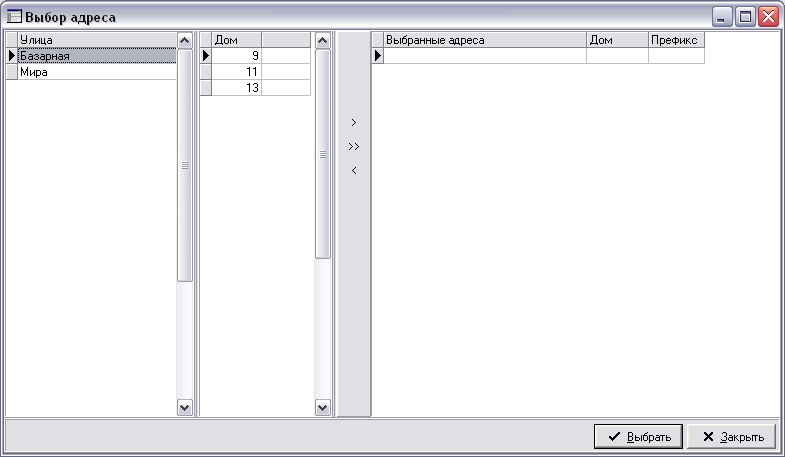 Выбор адреса
Улица Дом Выбранные адреса Дом Префикс
Базарная 9
Мира 11
13
>
>>
<
Выбрать Закрыть